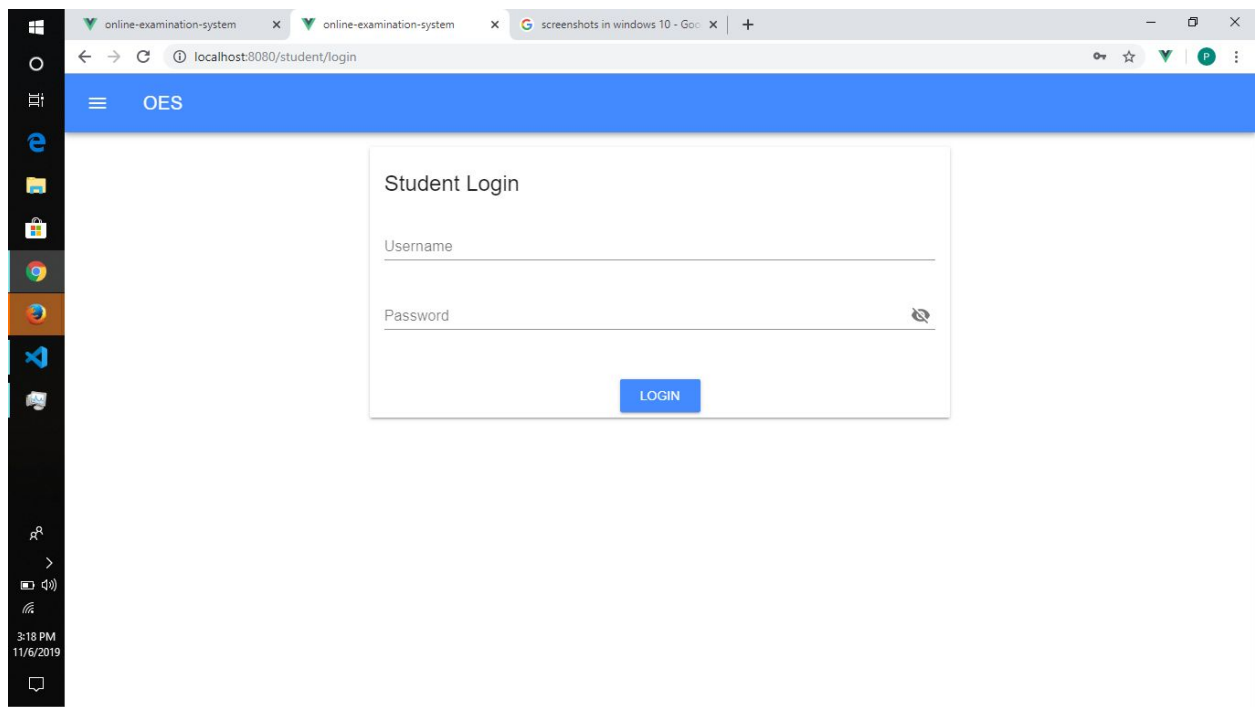 online-examination-system
online-examination-system
screenshots in windows 10 - Goo
localhost:8080/student/login
P
OES
Student Login
Username
Password
LOGIN
3:18 PM
11/6/2019